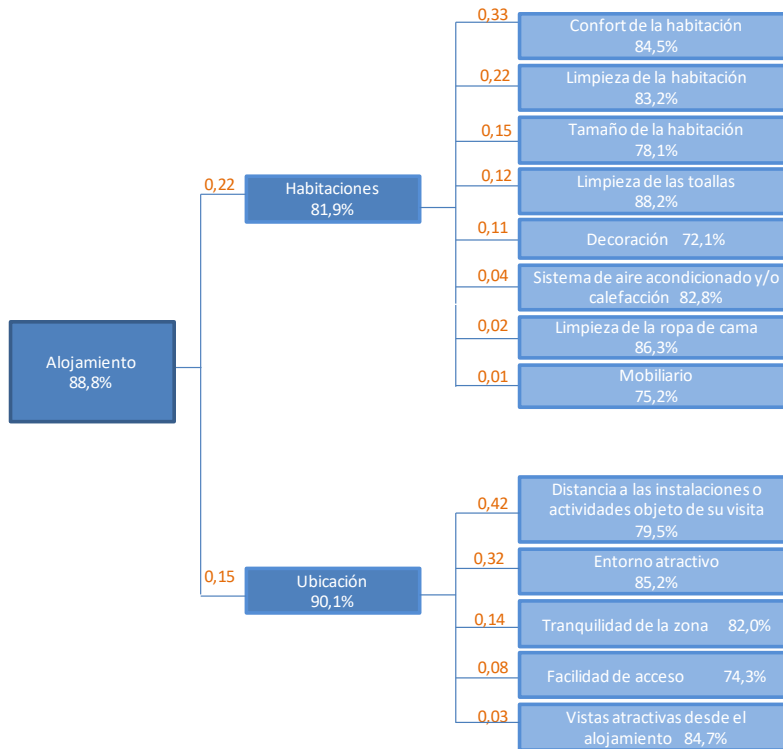 0,33
Confort de la habitación
84,5%
0,22
Limpieza de la habitación
83,2%
0,15
Tamaño de la habitación
78,1%
0,12
Limpieza de las toallas
88,2%
0,22
Habitaciones
81,9%
0,11
Decoración 72,1%
0,04
Sistema de aire acondicionado y/o
calefacción 82,8%
0,02
Limpieza de la ropa de cama
86,3%
0,01
Mobiliario
75,2%
Alojamiento
88,8%
0,42
Distancia a las instalaciones o
actividades objeto de su visita
79,5%
0,32
Entorno atractivo
85,2%
0,15
Ubicación
90,1%
0,14
Tranquilidad de la zona 82,0%
0,08
Facilidad de acceso 74,3%
0,03
Vistas atractivas desde el
alojamiento 84,7%